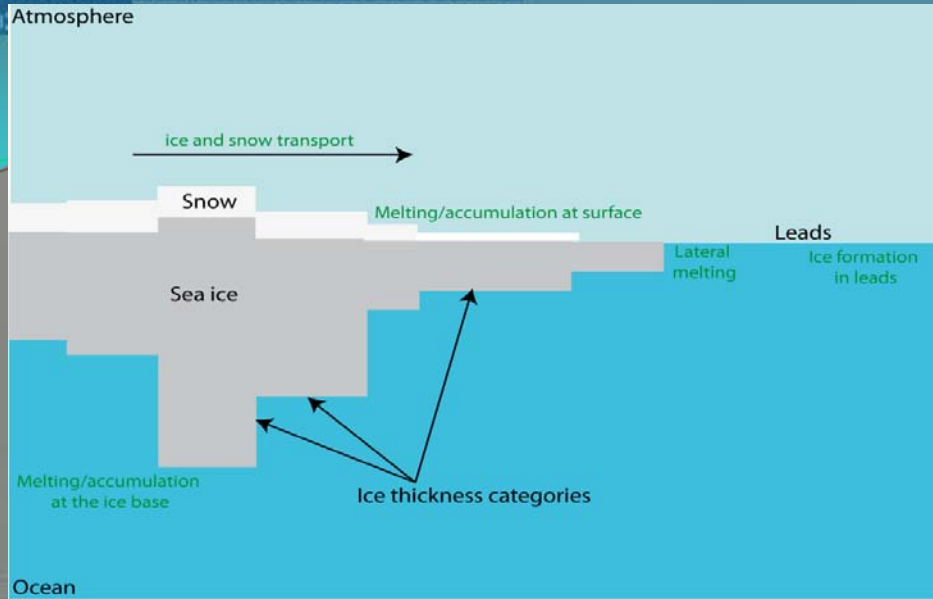 Atmosphere
ice and snow transport
Snow
Melting/accumulation at surface
Leads
Lateral
melting
Ice formation
in leads
Sea ice
Melting/accumulation
at the ice base
Ice thickness categories
Ocean